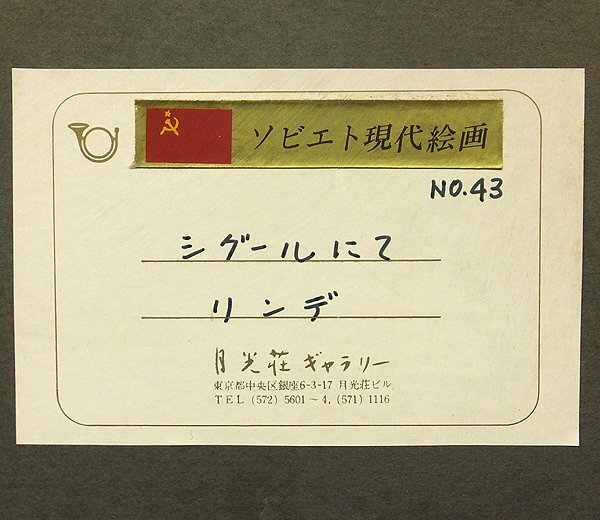 ソビエト現代絵画
NO.43
シグールにて
リンデ
月光荘ギャラリー
東京都中央区銀座6-3-17 月光荘ビル
TEL (572) 5601～4, (571) 1116